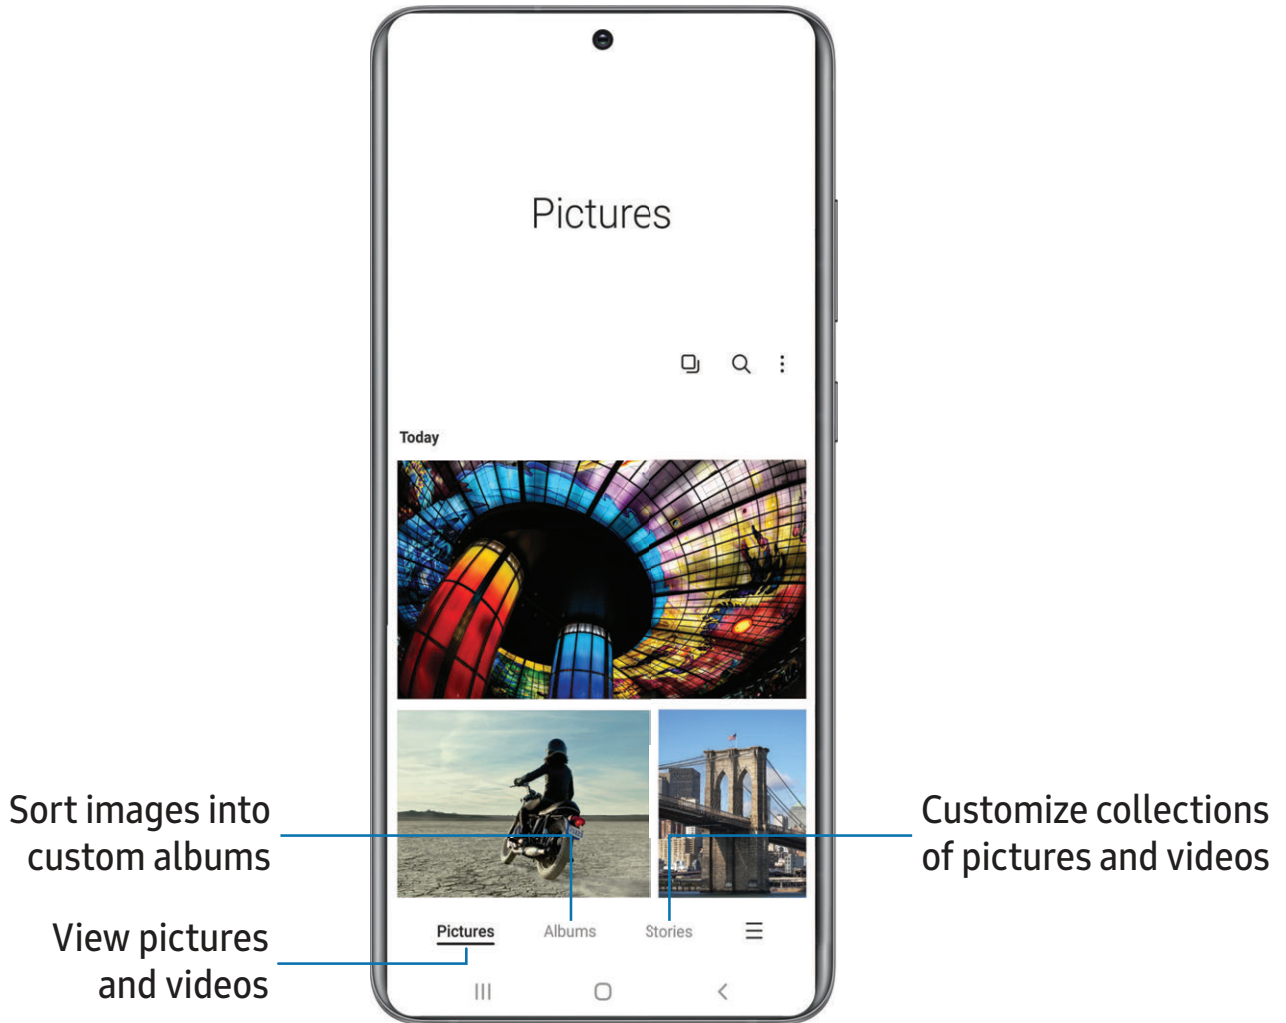 Pictures
Today
Sort images into
custom albums
Customize collections
of pictures and videos
View pictures
and videos
Pictures Albums Stories